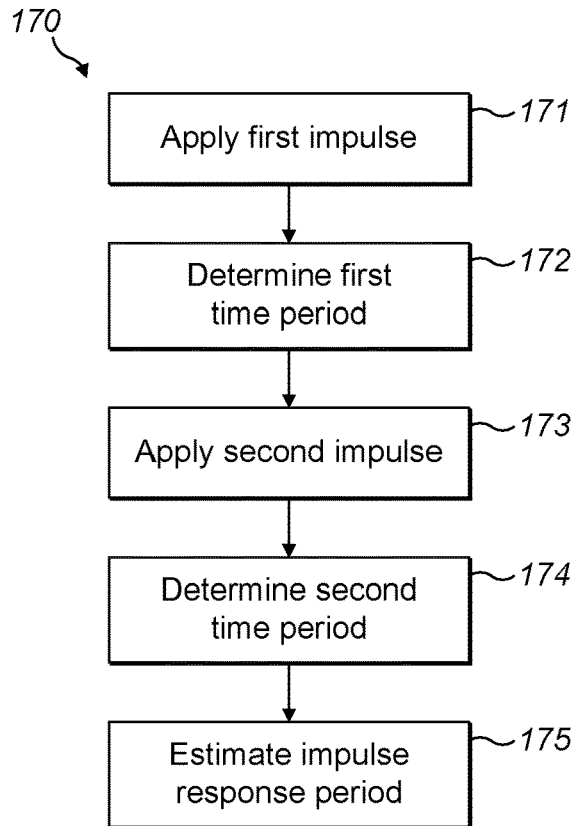 170
Apply first impulse
171
Determine first
time period
172
Apply second impulse
173
Determine second
time period
174
Estimate impulse
response period
175